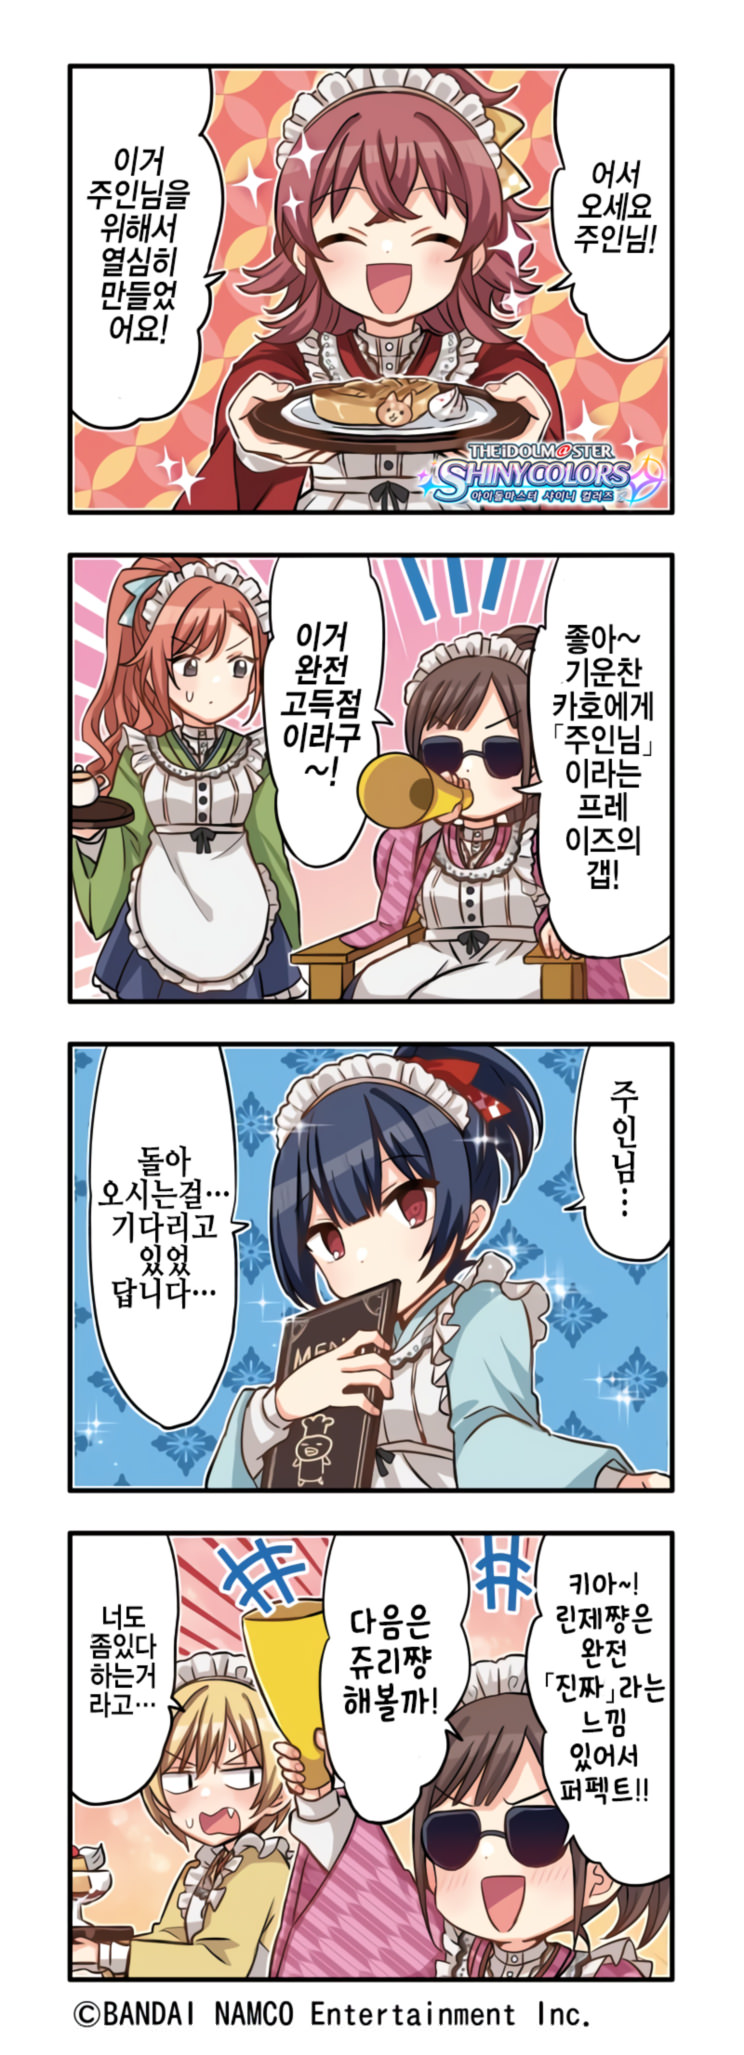 어서
오세요
주인님!
이거
주인님을
위해서
열심히
만들었
어요!
THE iDOLM@STER
SHINY COLORS
아이돌마스터 샤이니 컬러즈
좋아~
기운찬
카호에게
「주인님」
이라는
프레
이즈의
갭!
이거
완전
고득점
이라구
~!
주인님…
돌아
오시는걸…
기다리고
있었
답니다…
MEN
키아~!
린제쨩은
완전
「진짜」라는
느낌
있어서
퍼펙트!!
다음은
쥬리쨩
해볼까!
너도
좀있다
하는거
라고…
©BANDAI NAMCO Entertainment Inc.